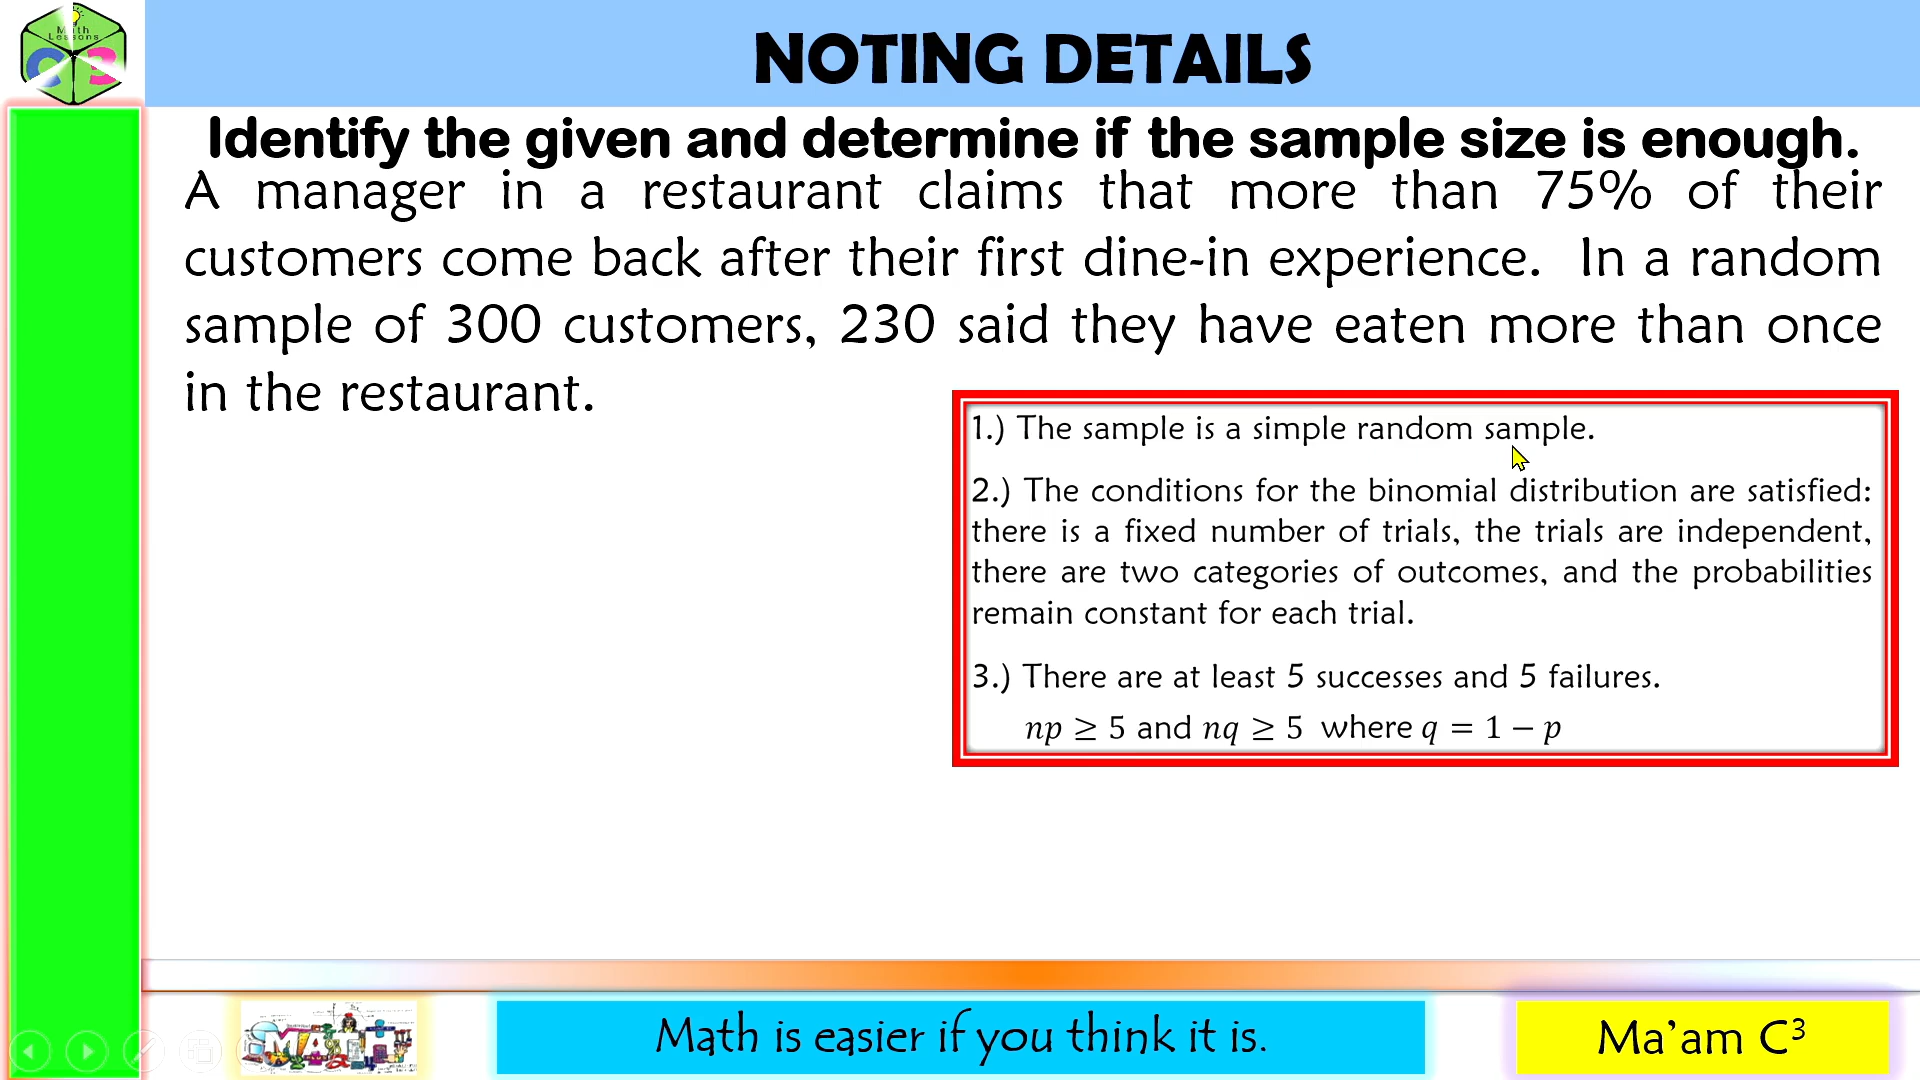 Math
Lessons
C 3
NOTING DETAILS
Identify the given and determine if the sample size is enough.
A manager in a restaurant claims that more than 75% of their
customers come back after their first dine-in experience. In a random
sample of 300 customers, 230 said they have eaten more than once
in the restaurant.
1.) The sample is a simple random sample.
2.) The conditions for the binomial distribution are satisfied:
there is a fixed number of trials, the trials are independent,
there are two categories of outcomes, and the probabilities
remain constant for each trial.
3.) There are at least 5 successes and 5 failures.
np ≥ 5 and nq ≥ 5 where q = 1 − p
MATH
Math is easier if you think it is.
Ma’am C³